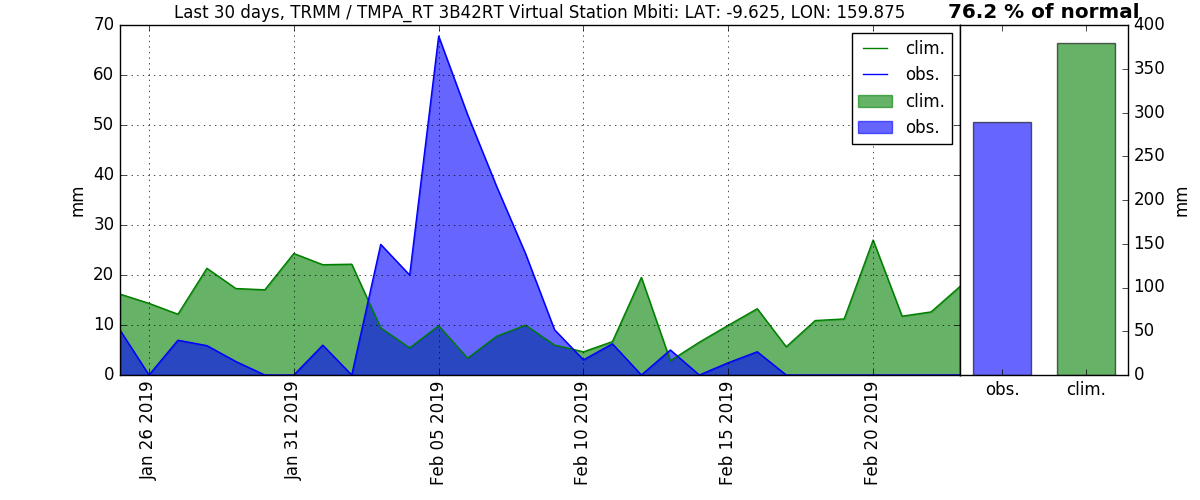 Last 30 days, TRMM / TMPA_RT 3B42RT Virtual Station Mbiti: LAT: -9.625, LON: 159.875
76.2 % of normal
70
60
50
40
30
20
10
0
mm
clim.
obs.
clim.
obs.
Jan 26 2019
Jan 31 2019
Feb 05 2019
Feb 10 2019
Feb 15 2019
Feb 20 2019
400
350
300
250
200
150
100
50
0
mm
obs.
clim.